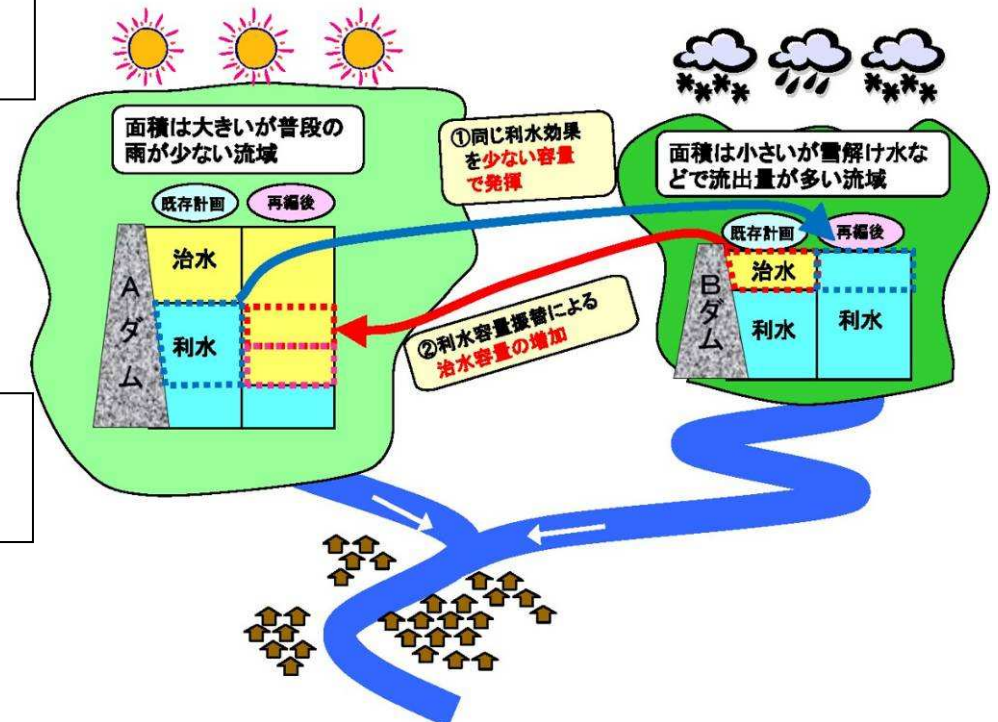 面積は大きいが普段の
雨が少ない流域
既存計画
再編後
治水
利水
Aダム
①同じ利水効果
を少ない容量
で発揮
②利水容量振替による
治水容量の増加
面積は小さいが雪解け水な
どで流出量が多い流域
既存計画
再編後
治水
利水
利水
Bダム